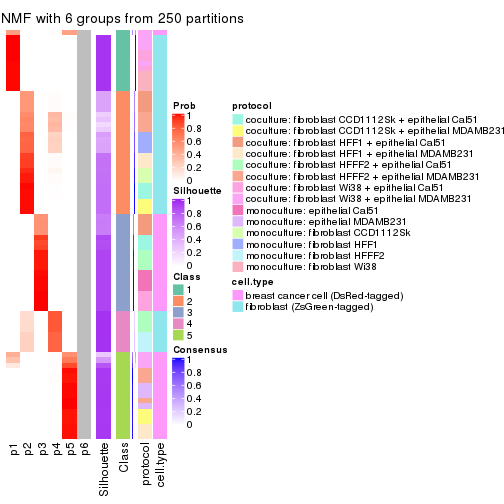 NMF with 6 groups from 250 partitions
Prob
1
0.8
0.6
0.4
0.2
0
Silhouette
1
0.8
0.6
0.4
0.2
0
Class
1
2
3
4
5
Consensus
1
0.8
0.6
0.4
0.2
0
protocol
coculture: fibroblast CCD1112Sk + epithelial Cal51
coculture: fibroblast CCD1112Sk + epithelial MDAMB231
coculture: fibroblast HFF1 + epithelial Cal51
coculture: fibroblast HFF1 + epithelial MDAMB231
coculture: fibroblast HFFF2 + epithelial Cal51
coculture: fibroblast HFFF2 + epithelial MDAMB231
coculture: fibroblast Wi38 + epithelial Cal51
coculture: fibroblast Wi38 + epithelial MDAMB231
monoculture: epithelial Cal51
monoculture: epithelial MDAMB231
monoculture: fibroblast CCD1112Sk
monoculture: fibroblast HFF1
monoculture: fibroblast HFFF2
monoculture: fibroblast Wi38
cell.type
breast cancer cell (DsRed-tagged)
fibroblast (ZsGreen-tagged)
p1
p2
p3
p4
p5
p6
Silhouette
Class
protocol
cell.type